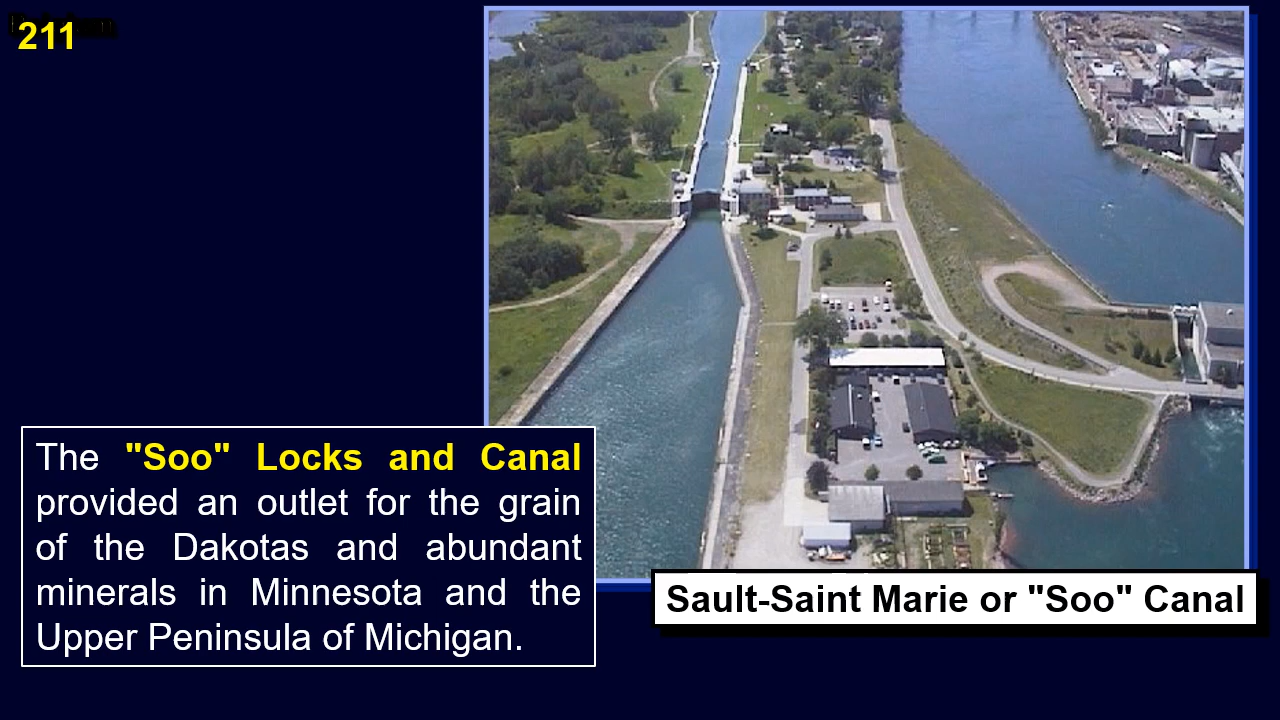 211
The "Soo" Locks and Canal
provided an outlet for the grain
of the Dakotas and abundant
minerals in Minnesota and the
Upper Peninsula of Michigan.
Sault-Saint Marie or "Soo" Canal